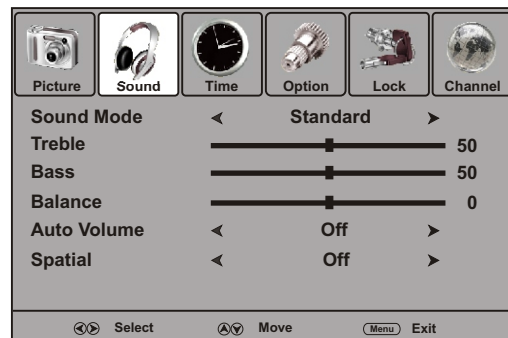 Picture Sound Time Option Lock Channel
Sound Mode Standard
Treble 50
Bass 50
Balance 0
Auto Volume Off
Spatial Off
Select Move Menu Exit